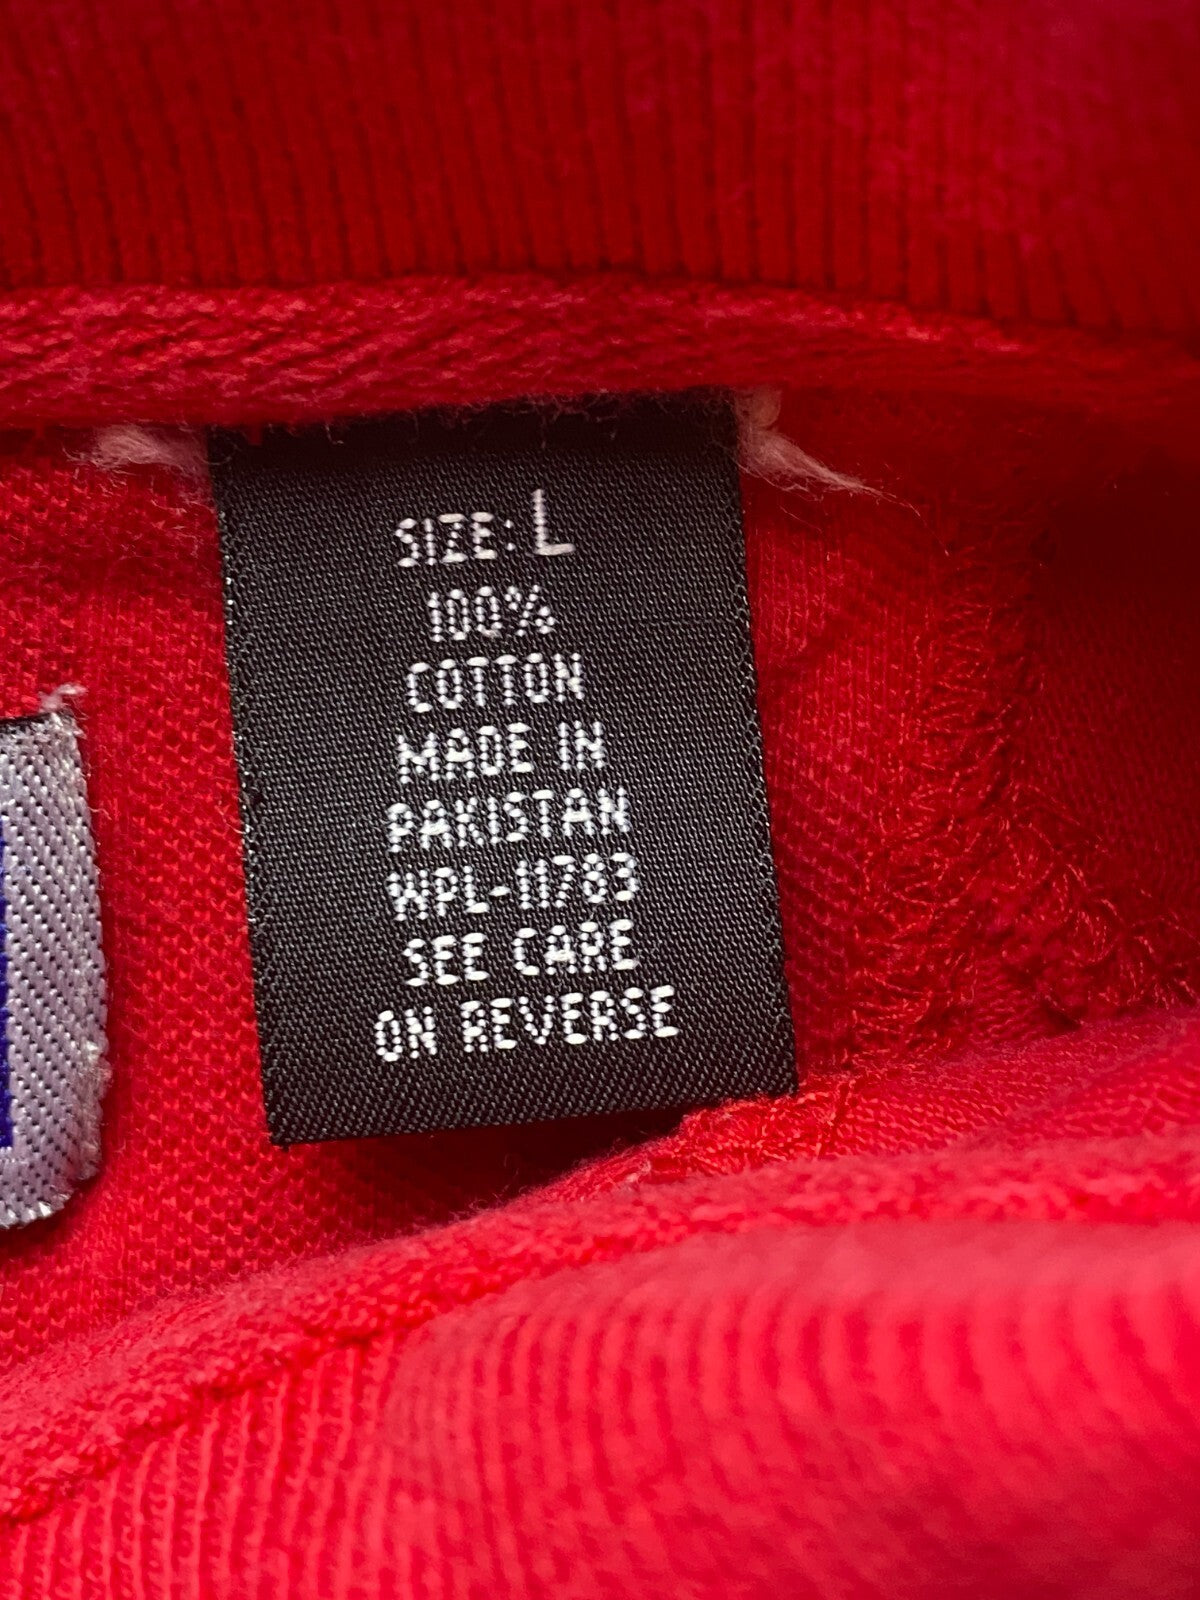 SIZE: L
100%
COTTON
MADE IN
PAKISTAN
WPL-11783
SEE CARE
ON REVERSE